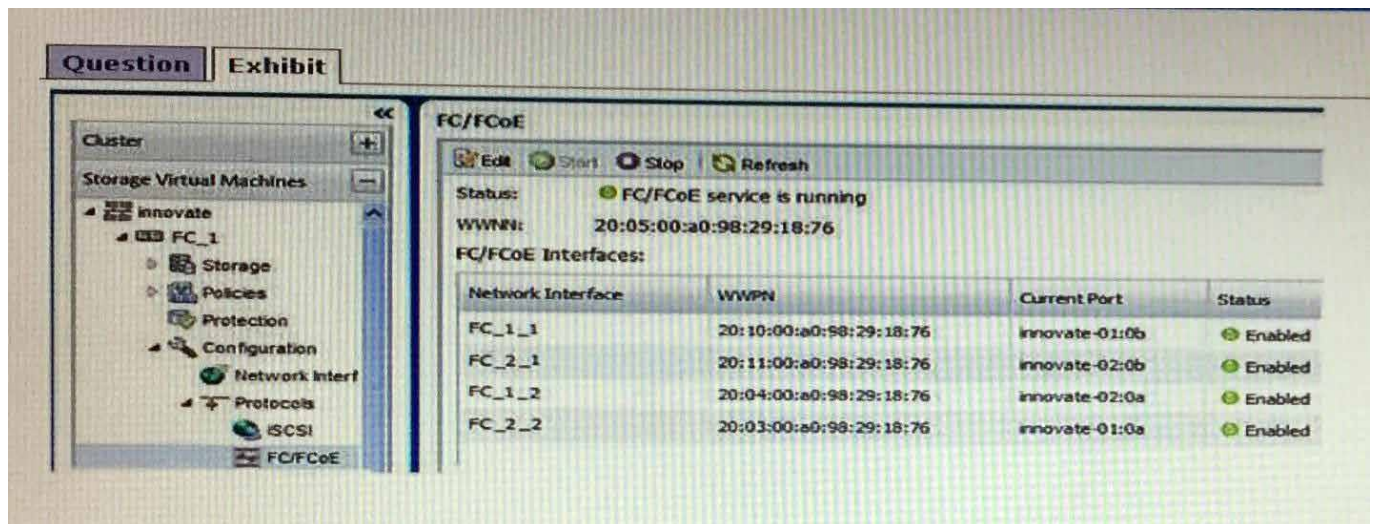 Question Exhibit
«
Cluster
Storage Virtual Machines
innovate
FC_1
Storage
Policies
Protection
Configuration
Network Interf
Protocols
iSCSI
FC/FCoE
FC/FCoE
Edit Start Stop Refresh
Status: FC/FCoE service is running
WWNN: 20:05:00:a0:98:29:18:76
FC/FCoE Interfaces:
Network Interface WWPN Current Port Status
FC_1_1 20:10:00:a0:98:29:18:76 innovate-01:0b Enabled
FC_2_1 20:11:00:a0:98:29:18:76 innovate-02:0b Enabled
FC_1_2 20:04:00:a0:98:29:18:76 innovate-02:0a Enabled
FC_2_2 20:03:00:a0:98:29:18:76 innovate-01:0a Enabled